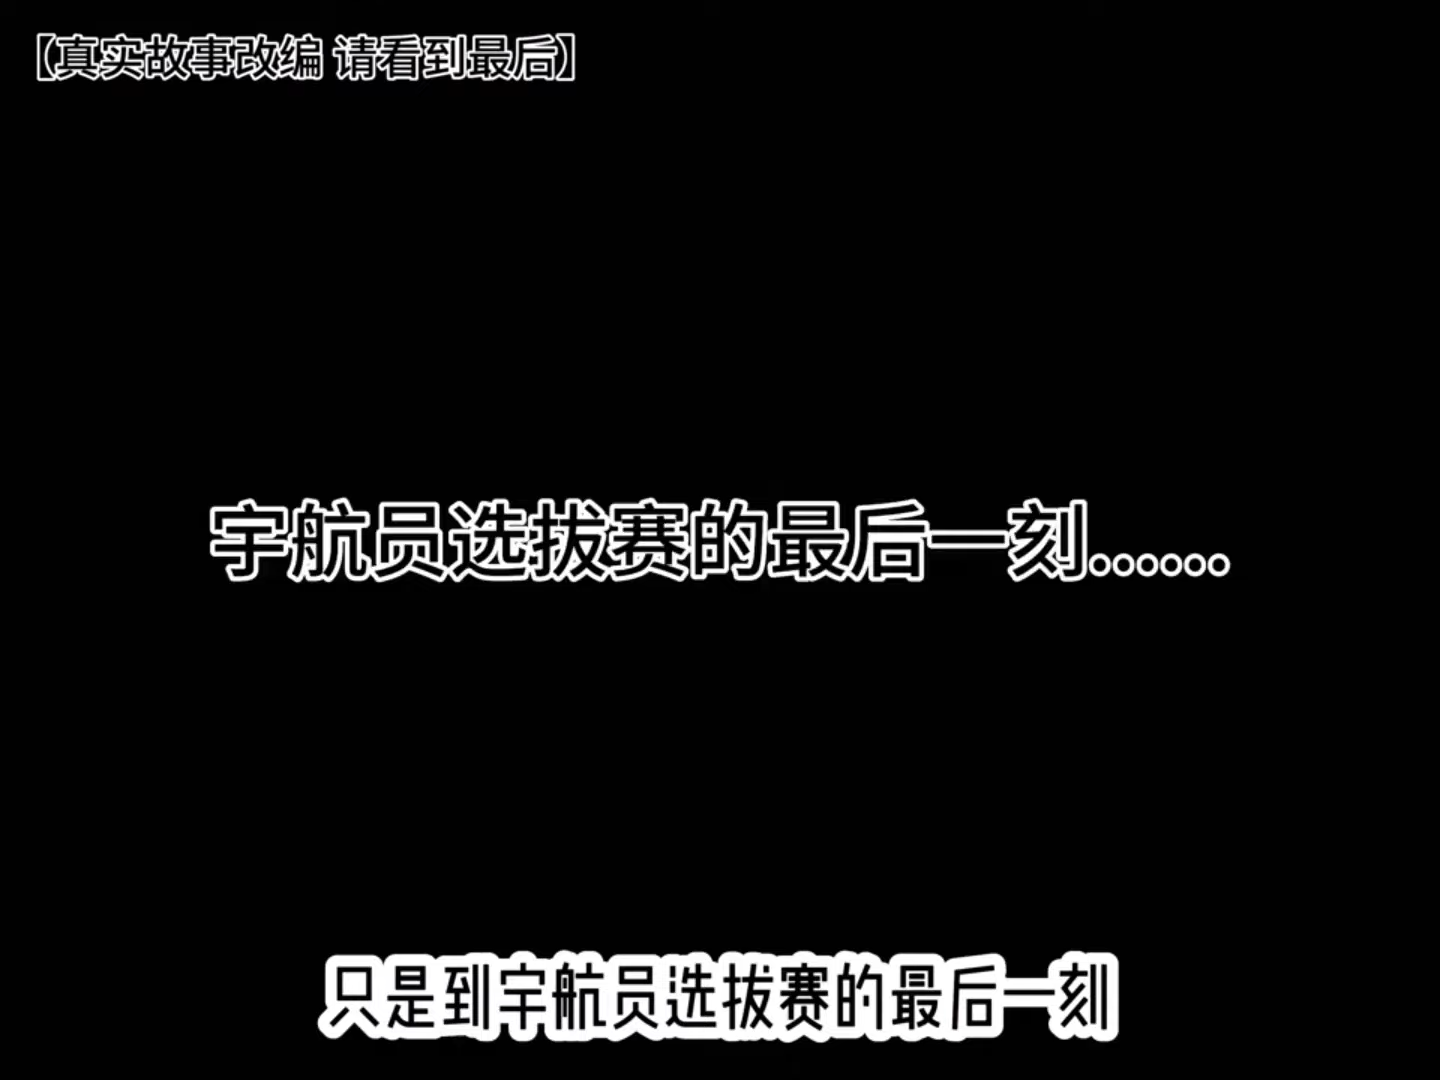 【真实故事改编 请看到最后】
宇航员选拔赛的最后一刻。。。。。。
只是到宇航员选拔赛的最后一刻